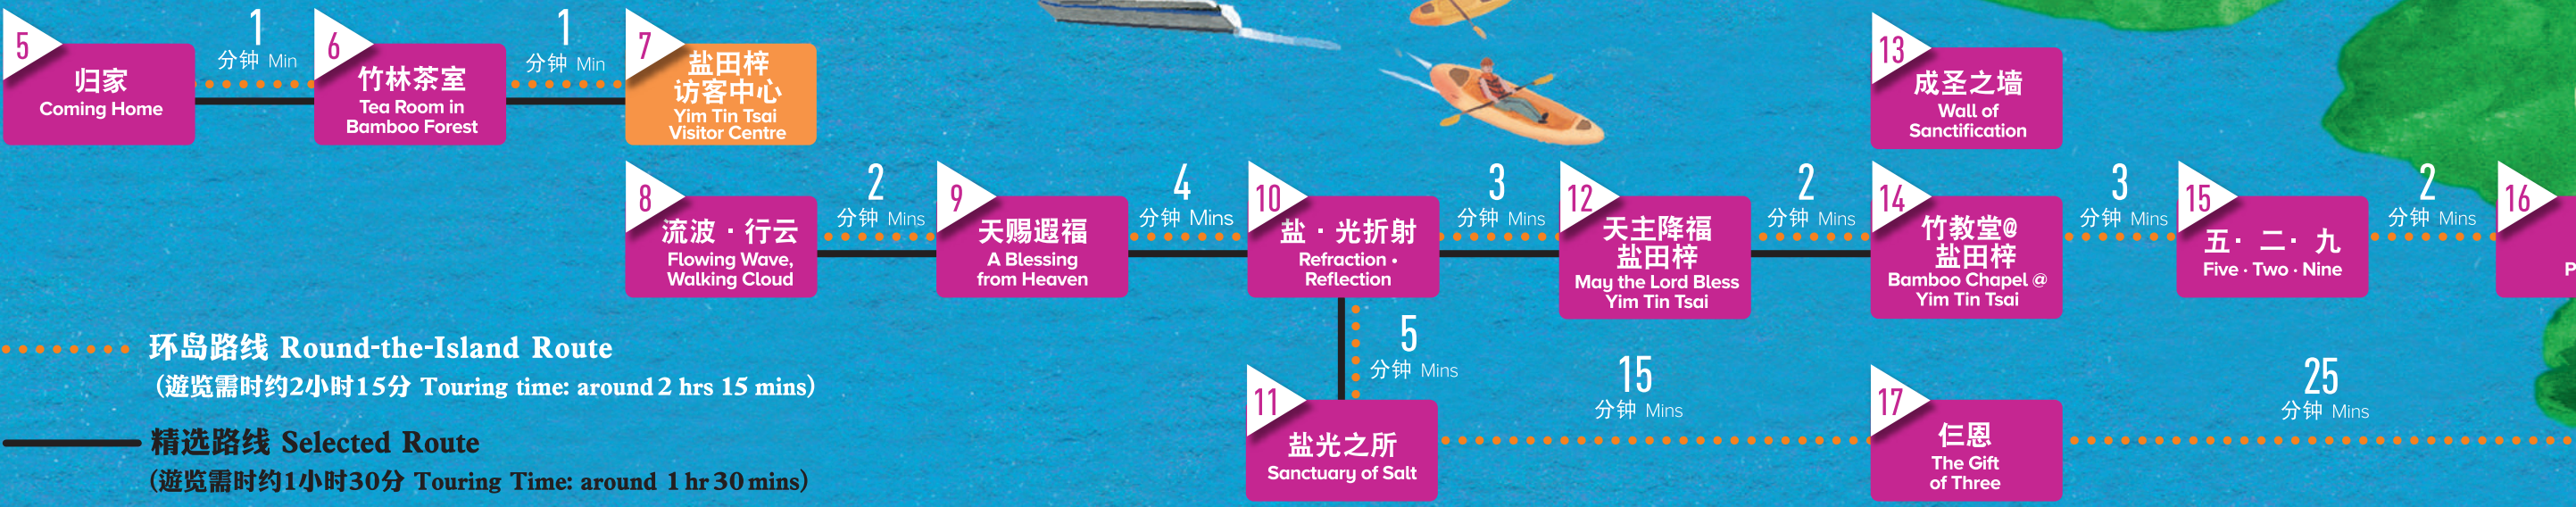 5
归家
Coming Home
1
分钟 Min
6
竹林茶室
Tea Room in
Bamboo Forest
1
分钟 Min
7
盐田梓
访客中心
Yim Tin Tsai
Visitor Centre
13
成圣之墙
Wall of
Sanctification
8
流波 · 行云
Flowing Wave,
Walking Cloud
2
分钟 Mins
9
天赐遐福
A Blessing
from Heaven
4
分钟 Mins
10
盐 · 光折射
Refraction •
Reflection
3
分钟 Mins
12
天主降福
盐田梓
May the Lord Bless
Yim Tin Tsai
2
分钟 Mins
14
竹教堂@
盐田梓
Bamboo Chapel @
Yim Tin Tsai
3
分钟 Mins
15
五· 二· 九
Five · Two · Nine
2
分钟 Mins
16
P
5
分钟 Mins
11
盐光之所
Sanctuary of Salt
15
分钟 Mins
17
仨恩
The Gift
of Three
25
分钟 Mins
环岛路线 Round-the-Island Route
(遊览需时约2小时15分 Touring time: around 2 hrs 15 mins)
精选路线 Selected Route
(遊览需时约1小时30分 Touring Time: around 1 hr 30 mins)